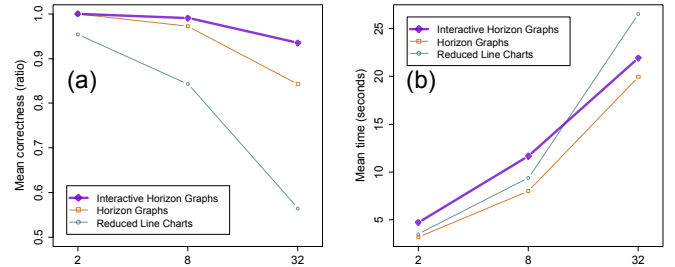 Mean correctness (ratio)
1.0
0.9
0.8
0.7
0.6
0.5
(a)
Interactive Horizon Graphs
Horizon Graphs
Reduced Line Charts
2
8
32
Mean time (seconds)
25
20
15
10
5
Interactive Horizon Graphs
Horizon Graphs
Reduced Line Charts
(b)
2
8
32